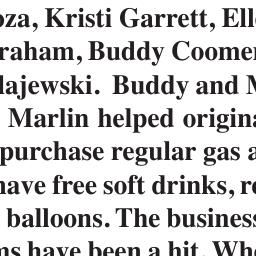 oza, Kristi Garrett, Elle
raham, Buddy Coomer
lajewski. Buddy and M
Marlin helped origina
purchase regular gas a
have free soft drinks, re
balloons. The business
ms have been a hit. Whe